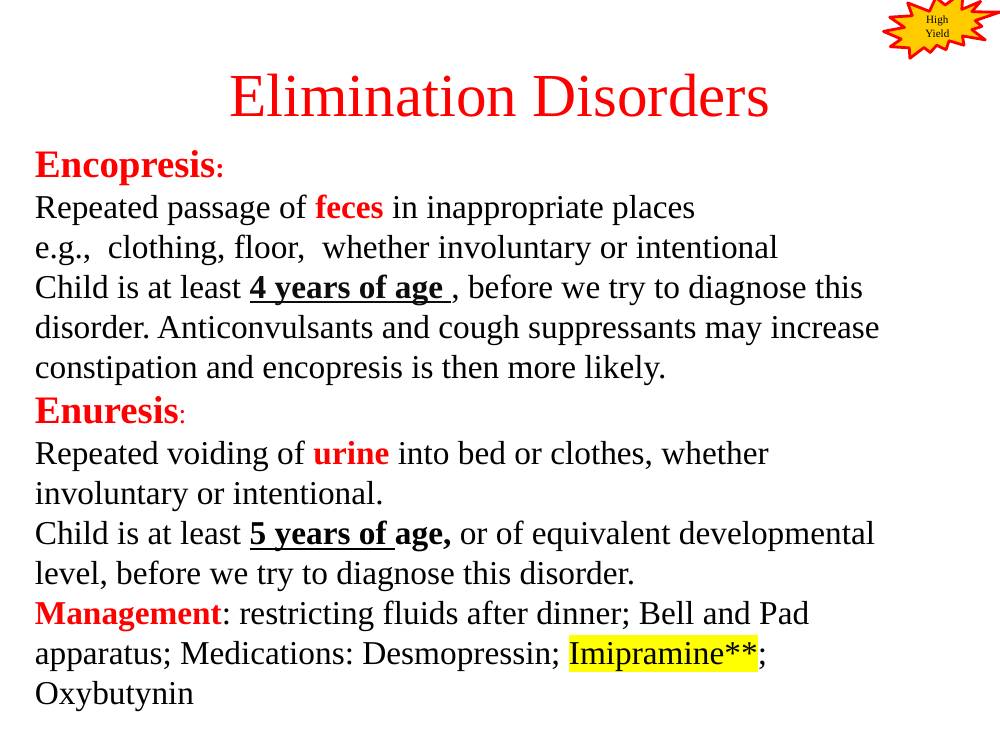 High
Yield
Elimination Disorders
Encopresis:
Repeated passage of feces in inappropriate places
e.g.,  clothing, floor,  whether involuntary or intentional
Child is at least 4 years of age , before we try to diagnose this
disorder. Anticonvulsants and cough suppressants may increase
constipation and encopresis is then more likely.
Enuresis:
Repeated voiding of urine into bed or clothes, whether
involuntary or intentional.
Child is at least 5 years of age, or of equivalent developmental
level, before we try to diagnose this disorder.
Management: restricting fluids after dinner; Bell and Pad
apparatus; Medications: Desmopressin; Imipramine**;
Oxybutynin